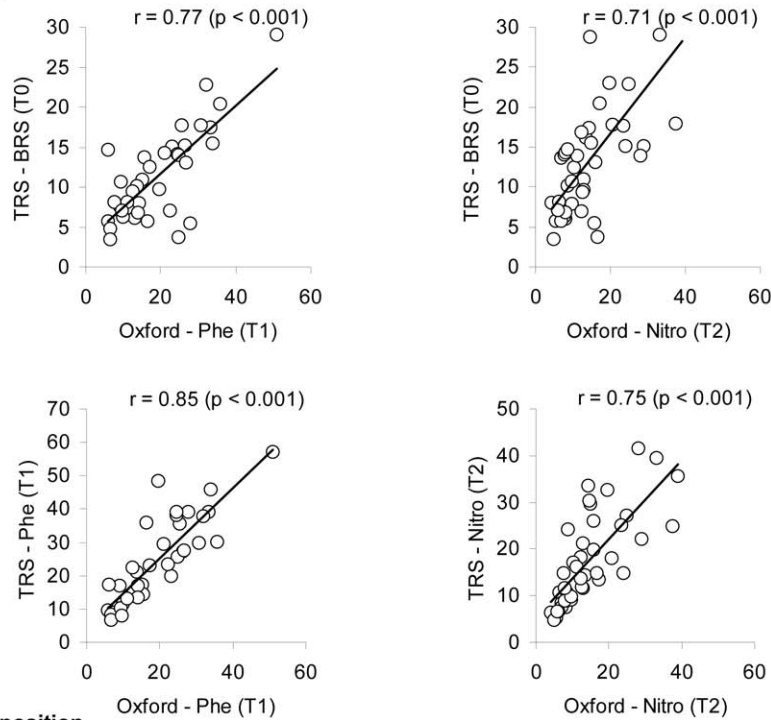 r = 0.77 (p < 0.001)
30
25
20
15
10
5
0
TRS - BRS (T0)
0 20 40 60
Oxford - Phe (T1)
r = 0.71 (p < 0.001)
30
25
20
15
10
5
0
TRS - BRS (T0)
0 20 40 60
Oxford - Nitro (T2)
r = 0.85 (p < 0.001)
70
60
50
40
30
20
10
0
TRS - Phe (T1)
0 20 40 60
Oxford - Phe (T1)
r = 0.75 (p < 0.001)
50
40
30
20
10
0
TRS - Nitro (T2)
0 20 40 60
Oxford - Nitro (T2)